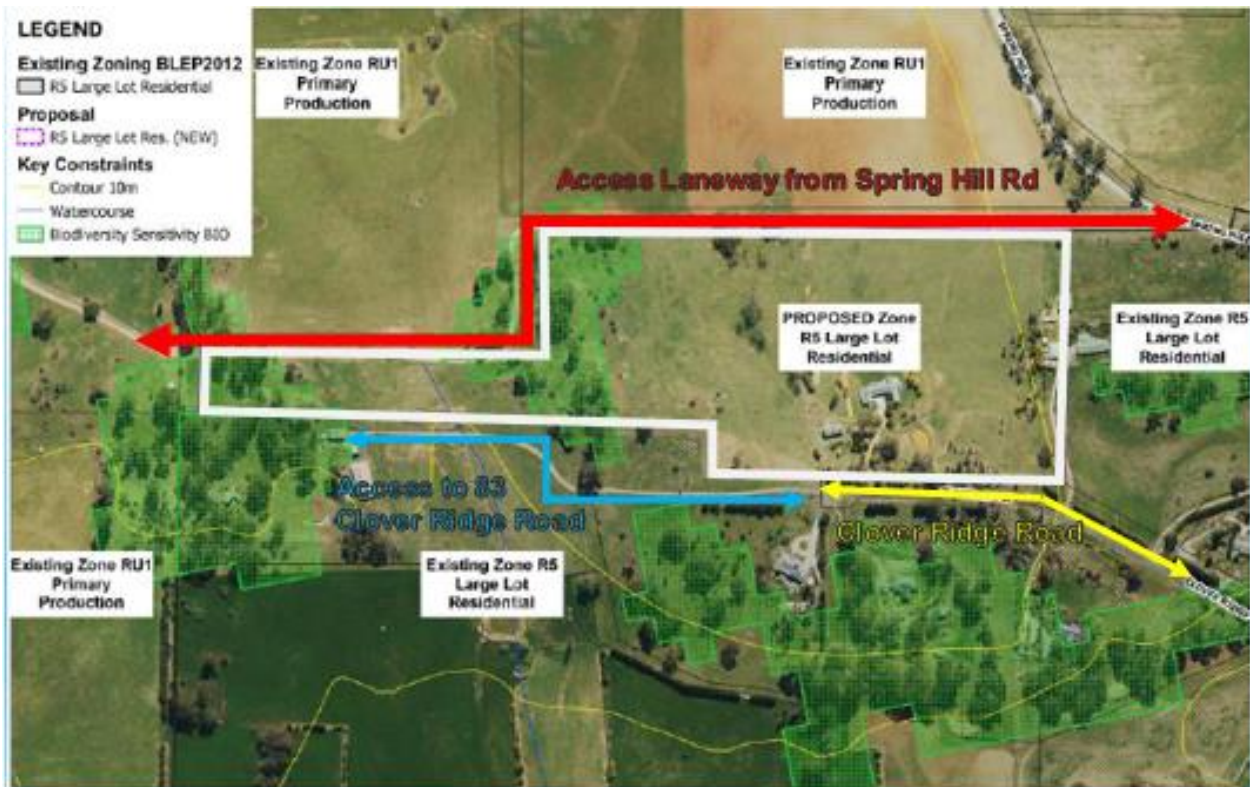 LEGEND
Existing Zoning BLEP2012
R5 Large Lot Residential
Proposal
R5 Large Lot Res. (NEW)
Key Constraints
Contour 10m
Watercourse
Biodiversity Sensitivity
Existing Zone RU1
Primary
Production
Existing Zone RU1
Primary
Production
Access Laneway from Spring Hill Rd
PROPOSED Zone
R5 Large Lot
Residential
Existing Zone R5
Large Lot
Residential
Access to 83
Clover Ridge Road
Clover Ridge Road
Existing Zone RU1
Primary
Production
Existing Zone R5
Large Lot
Residential